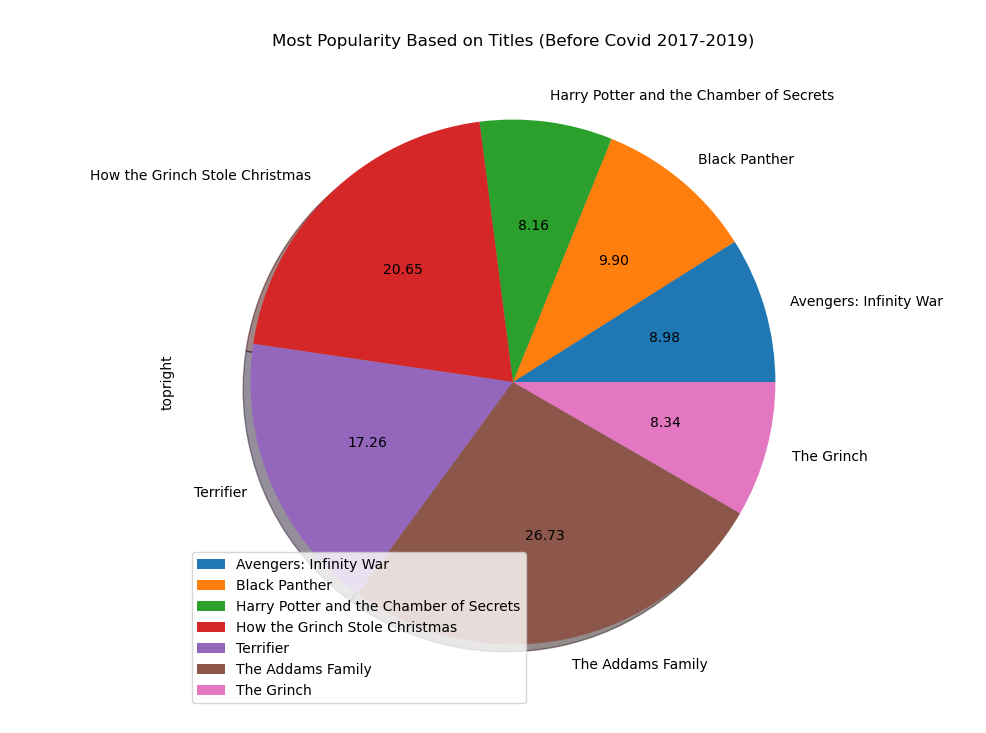 Most Popularity Based on Titles (Before Covid 2017-2019)
Harry Potter and the Chamber of Secrets
Black Panther
How the Grinch Stole Christmas
8.16
9.90
20.65
Avengers: Infinity War
8.98
topright
8.34
17.26
The Grinch
Terrifier
26.73
Avengers: Infinity War
Black Panther
Harry Potter and the Chamber of Secrets
How the Grinch Stole Christmas
Terrifier
The Addams Family
The Grinch
The Addams Family